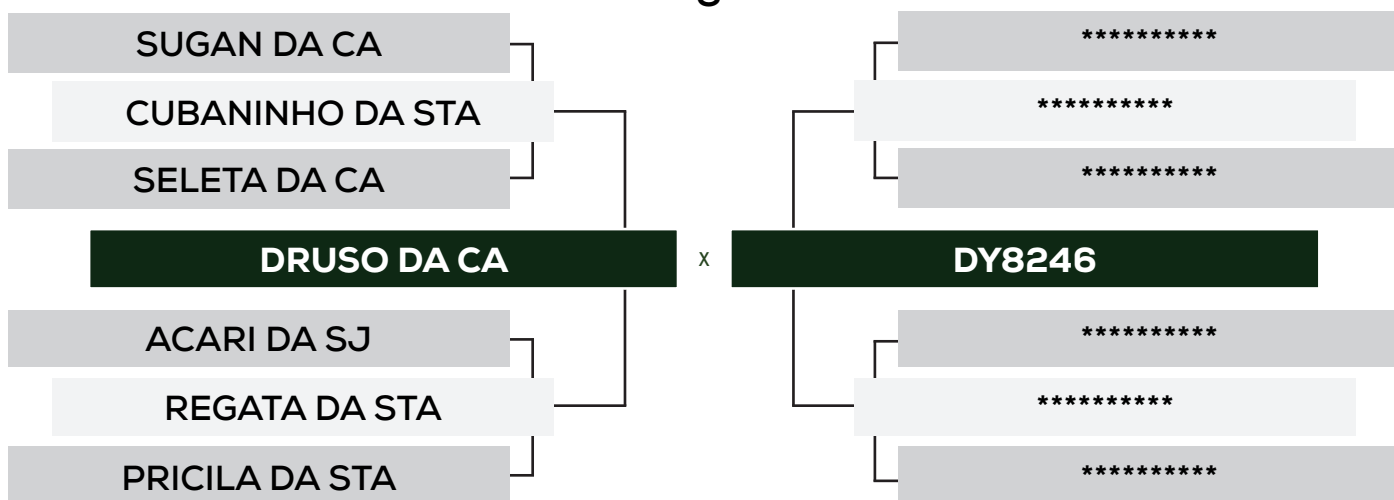 SUGAN DA CA
**********
CUBANINHO DA STA
**********
SELETA DA CA
**********
DRUSO DA CA x DY8246
ACARI DA SJ
**********
REGATA DA STA
**********
PRICILA DA STA
**********